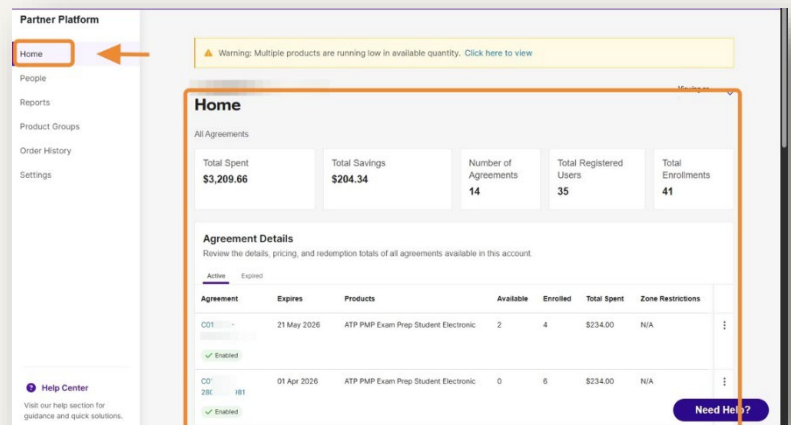 Partner Platform
Home
People
Reports
Product Groups
Order History
Settings
Help Center
Visit our help section for
guidance and quick solutions.
Warning: Multiple products are running low in available quantity. Click here to view
Viewing as
Home
All Agreements
Total Spent
$3,209.66
Total Savings
$204.34
Number of
Agreements
14
Total Registered
Users
35
Total
Enrollments
41
Agreement Details
Review the details, pricing, and redemption totals of all agreements available in this account.
Active Expired
Agreement Expires Products Available Enrolled Total Spent Zone Restrictions
C01 - 21 May 2026 ATP PMP Exam Prep Student Electronic 2 4 $234.00 N/A
Enabled
01 Apr 2026 ATP PMP Exam Prep Student Electronic 0 6 $234.00 N/A
Enabled
Need Help?